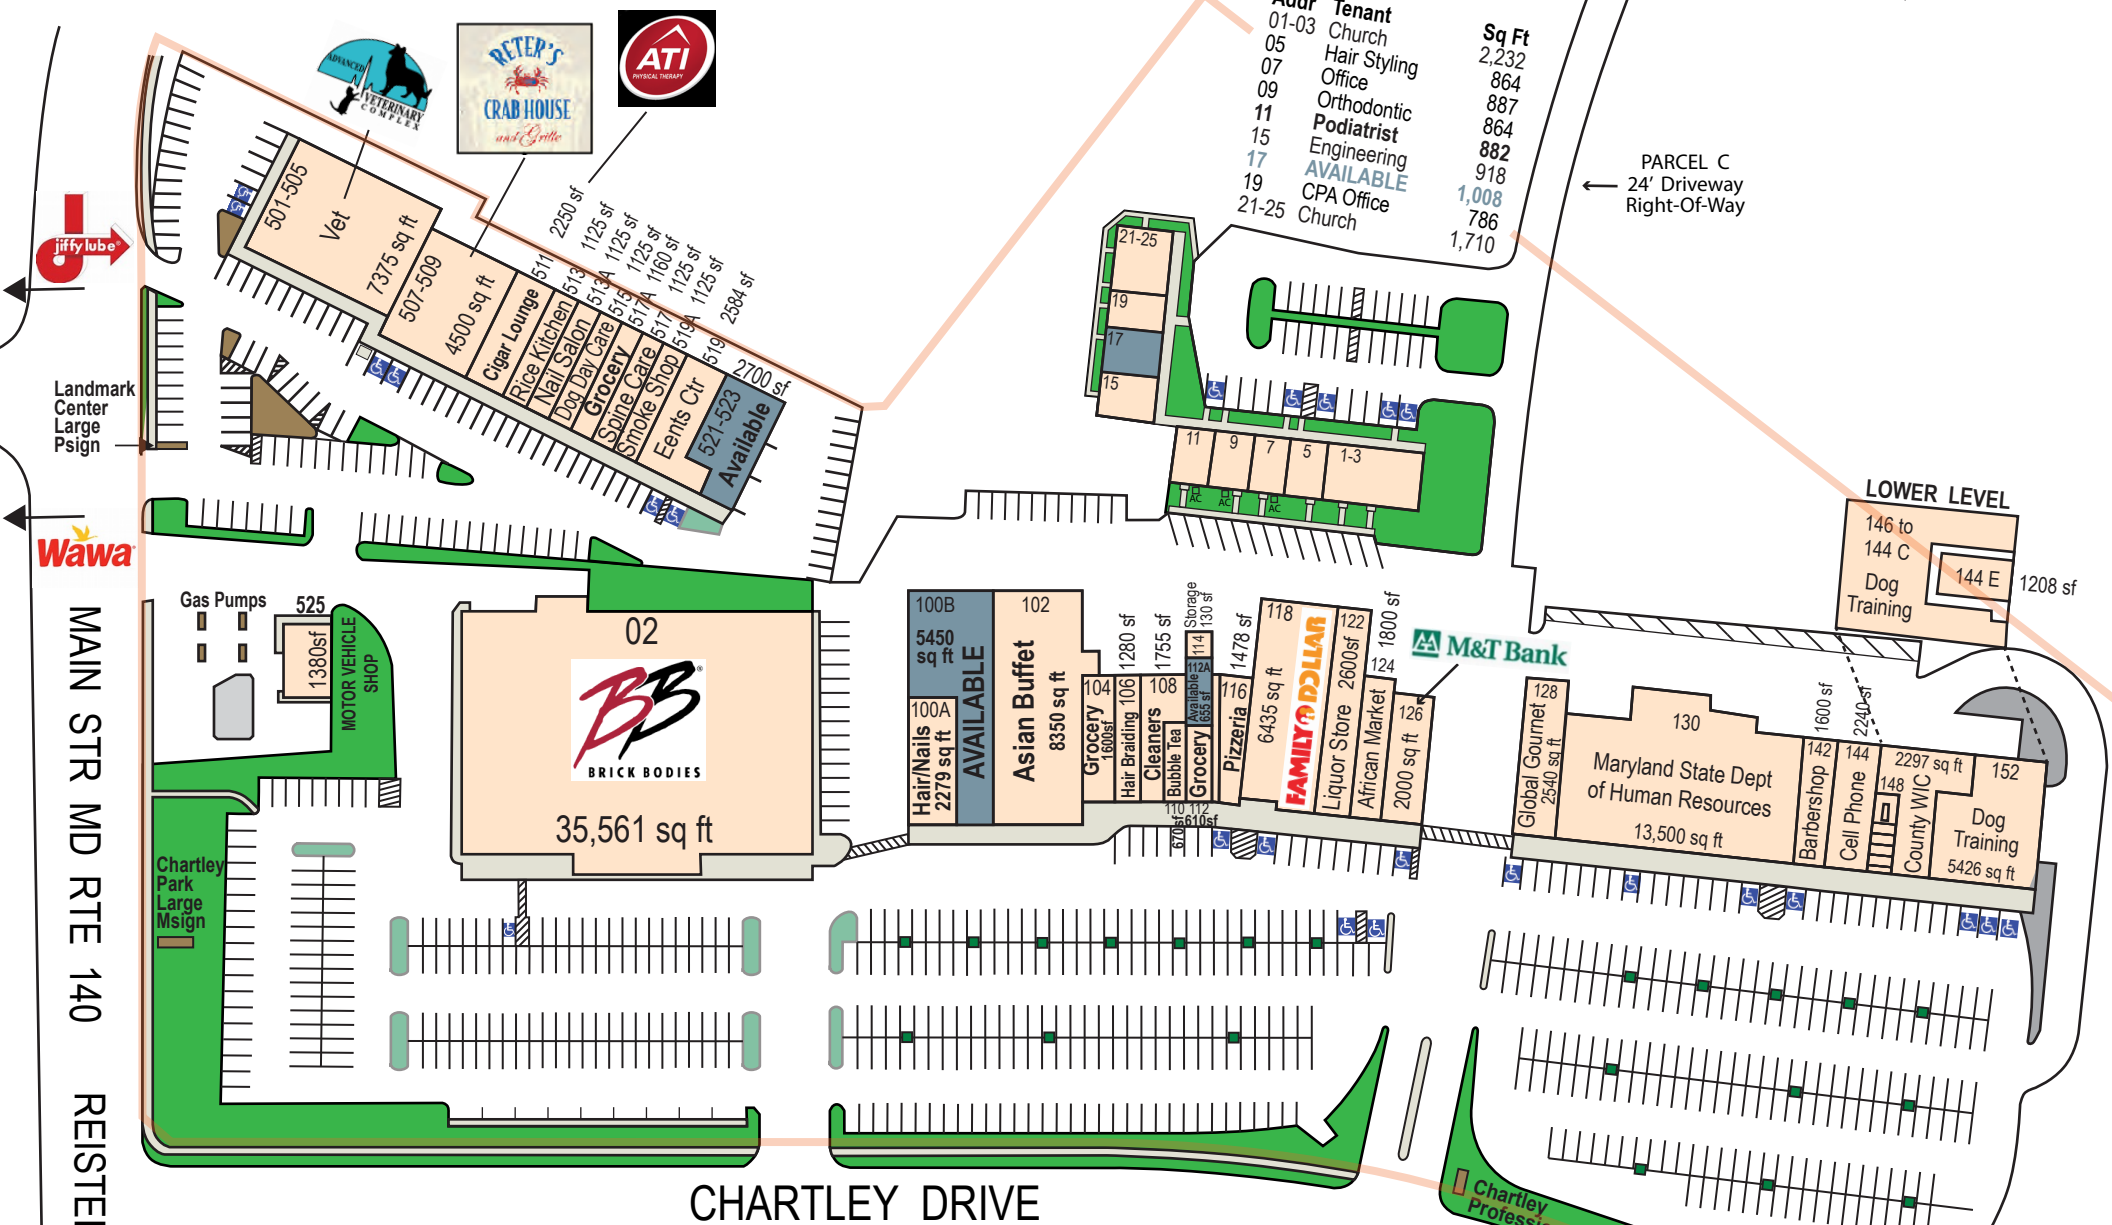 ADVANCED
VETERINARY
COMPLEX
RETER'S
CRAB HOUSE
and Grille
ATI
PHYSICAL THERAPY
Addr Tenant Sq Ft
01-03 Church 2,232
05 Hair Styling 864
07 Office 887
09 Orthodontic 864
11 Podiatrist 882
15 Engineering 918
17 AVAILABLE 1,008
19 CPA Office 786
21-25 Church 1,710
PARCEL C
24' Driveway
Right-Of-Way
jiffy lube
Landmark
Center
Large
Psign
Wawa
501-505
Vet
7375 sq ft
507-509
4500 sq ft
2250 sf
511
Cigar Lounge
1125 sf
513
Rice Kitchen
1125 sf
513A
Nail Salon
1125 sf
515
Dog Day Care
1160 sf
517A
Grocery
1125 sf
517
Spine Care
1125 sf
519A
Smoke Shop
2584 sf
519
Eents Ctr
2700 sf
521-523
Available
21-25
19
17
15
11
9
7
5
1-3
AC
AC
AC
LOWER LEVEL
146 to
144 C
Dog
Training
144 E
1208 sf
Gas Pumps
525
1380sf
MOTOR VEHICLE
SHOP
02
BB
BRICK BODIES
35,561 sq ft
100B
5450
sq ft
AVAILABLE
100A
Hair/Nails
2279 sq ft
102
Asian Buffet
8350 sq ft
104
Grocery
1600sf
1280 sf
106
Hair Braiding
1755 sf
108
Cleaners
Bubble Tea
110
670sf
Storage
130 sf
114
112A
Available
655 sf
Grocery
112
610sf
1478 sf
116
Pizzeria
118
6435 sq ft
FAMILY DOLLAR
122
2600sf
Liquor Store
1800 sf
124
African Market
M&T Bank
126
2000 sq ft
128
Global Gournet
2540 sq ft
130
Maryland State Dept
of Human Resources
13,500 sq ft
1600 sf
142
Barbershop
2240 sf
144
Cell Phone
2297 sq ft
148
County WIC
152
Dog
Training
5426 sq ft
Chartley
Park
Large
Msign
MAIN STR MD RTE 140
REISTE
CHARTLEY DRIVE
Chartley